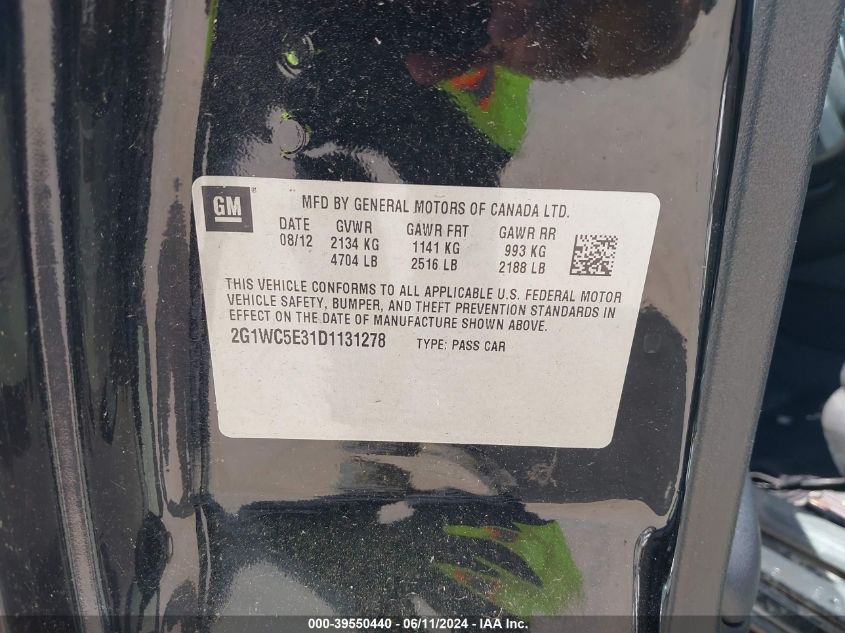 GM ®
MFD BY GENERAL MOTORS OF CANADA LTD.
DATE GVWR GAWR FRT GAWR RR
08/12 2134 KG 1141 KG 993 KG
4704 LB 2516 LB 2188 LB
THIS VEHICLE CONFORMS TO ALL APPLICABLE U.S. FEDERAL MOTOR
VEHICLE SAFETY, BUMPER, AND THEFT PREVENTION STANDARDS IN
EFFECT ON THE DATE OF MANUFACTURE SHOWN ABOVE.
2G1WC5E31D1131278 TYPE: PASS CAR
000-39550440 - 06/11/2024 - IAA Inc.